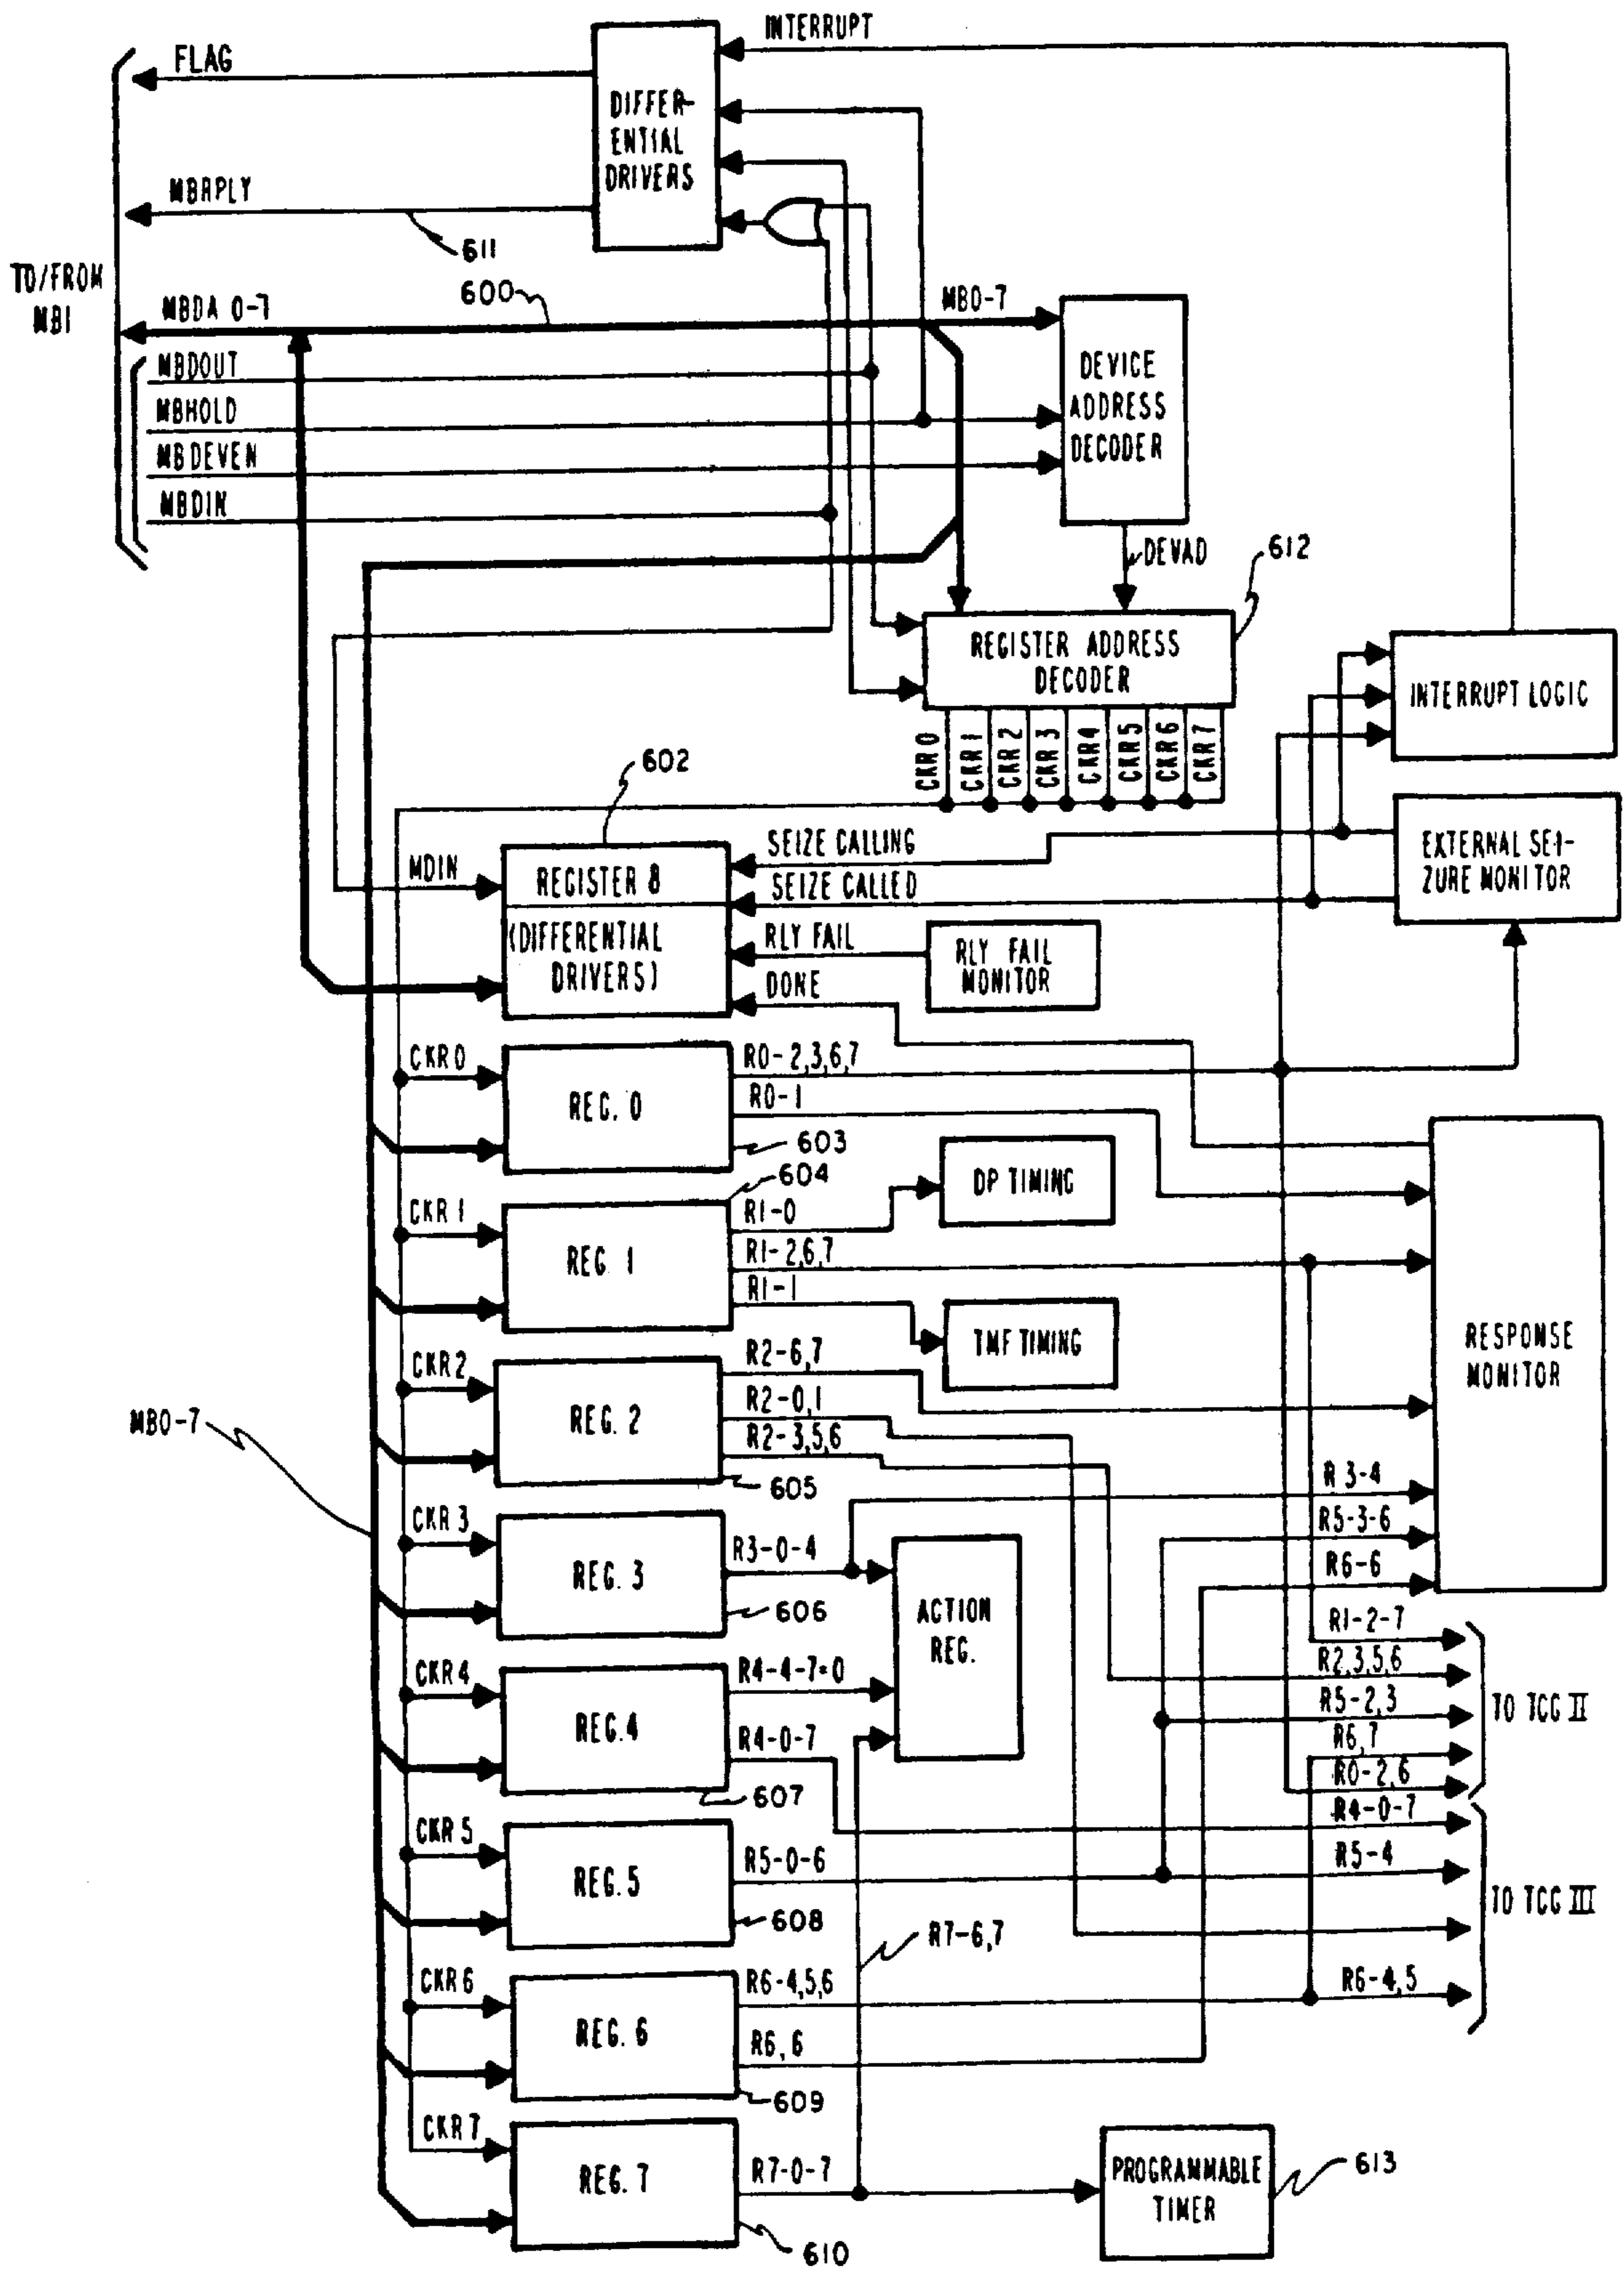 INTERRUPT
FLAG
DIFFER-
ENTIAL
DRIVERS
MBRPLY
611
TO/FROM
MBI
600
MBDA 0-7
MB0-7
MBDOUT
MBHOLD
MBDEVEN
MBDIN
DEVICE
ADDRESS
DECODER
DEVAD
612
REGISTER ADDRESS
DECODER
INTERRUPT LOGIC
CKR0
CKR1
CKR2
CKR3
CKR4
CKR5
CKR6
CKR7
602
MDIN
REGISTER 8
(DIFFERENTIAL
DRIVERS)
SEIZE CALLING
SEIZE CALLED
RLY FAIL
DONE
RLY FAIL
MONITOR
EXTERNAL SEI-
ZURE MONITOR
CKR0
REG. 0
R0-2,3,6,7
R0-1
603
604
CKR1
REG. 1
R1-0
R1-2,6,7
R1-1
DP TIMING
TMF TIMING
RESPONSE
MONITOR
CKR2
REG. 2
R2-6,7
R2-0,1
R2-3,5,6
605
MB0-7
CKR3
REG. 3
R3-0-4
606
ACTION
REG.
R3-4
R5-3-6
R6-6
R1-2-7
R2,3,5,6
R5-2,3
R6,7
R0-2,6
TO TCG II
CKR4
REG. 4
R4-4-7=0
R4-0-7
607
R4-0-7
R5-4
R6-4,5
TO TCG III
CKR5
REG. 5
R5-0-6
608
R7-6,7
CKR6
REG. 6
R6-4,5,6
R6,6
609
CKR7
REG. 7
R7-0-7
610
PROGRAMMABLE
TIMER
613